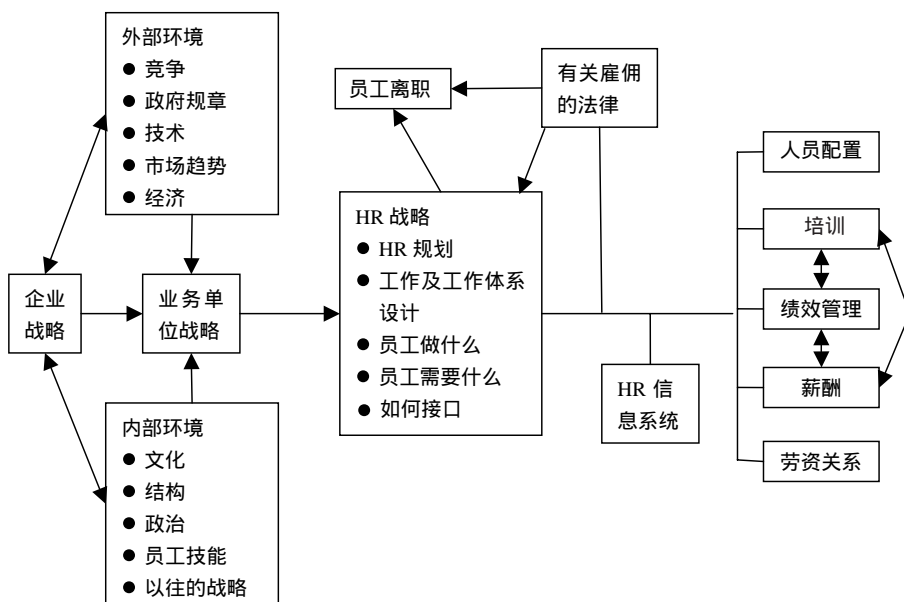 外部环境
● 竞争
● 政府规章
● 技术
● 市场趋势
● 经济
企业
战略
业务单
位战略
内部环境
● 文化
● 结构
● 政治
● 员工技能
● 以往的战略
员工离职
有关雇佣
的法律
HR 战略
● HR 规划
● 工作及工作体系
设计
● 员工做什么
● 员工需要什么
● 如何接口
HR 信
息系统
人员配置
培训
绩效管理
薪酬
劳资关系